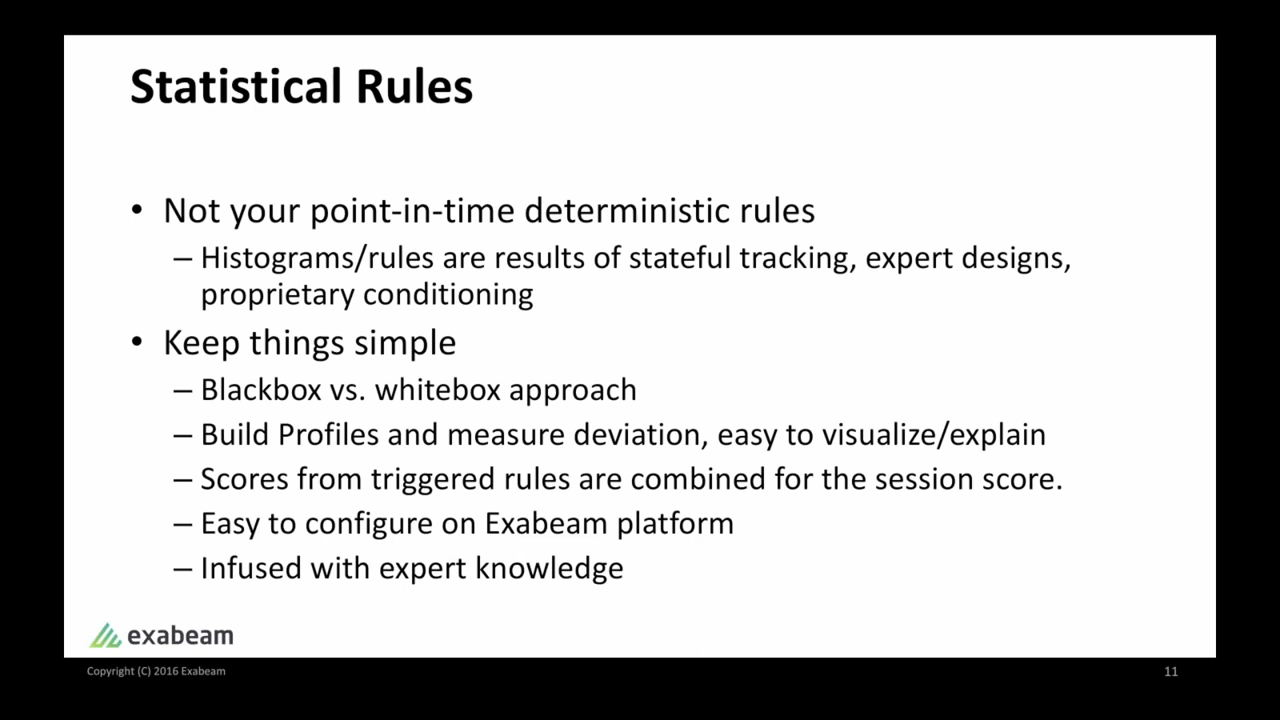 Statistical Rules
• Not your point-in-time deterministic rules
– Histograms/rules are results of stateful tracking, expert designs,
proprietary conditioning
• Keep things simple
– Blackbox vs. whitebox approach
– Build Profiles and measure deviation, easy to visualize/explain
– Scores from triggered rules are combined for the session score.
– Easy to configure on Exabeam platform
– Infused with expert knowledge
exabeam
Copyright (C) 2016 Exabeam
11